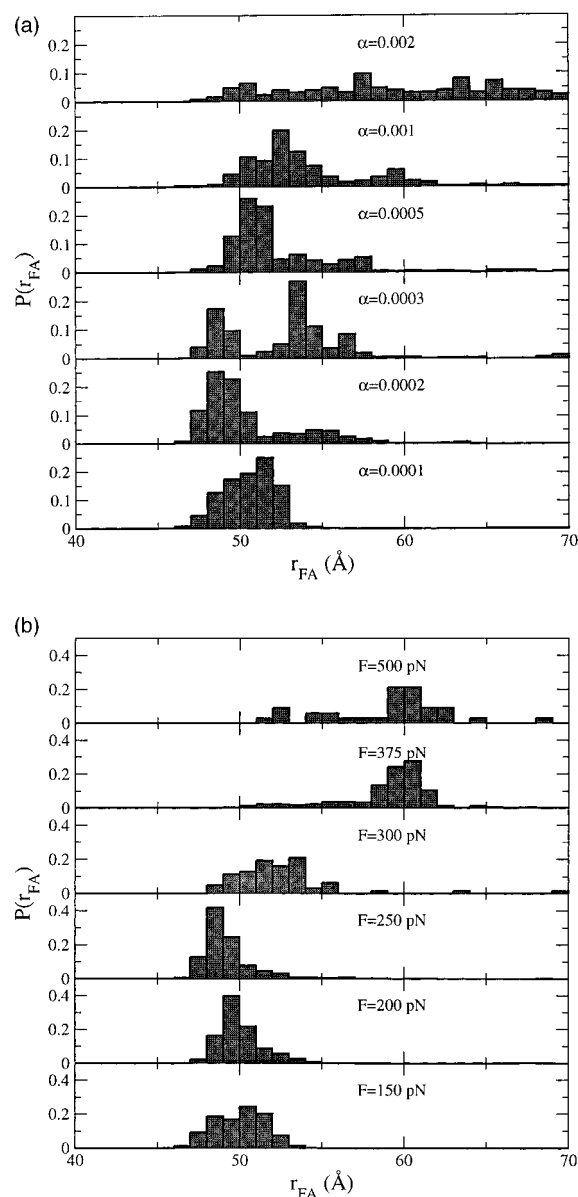 (a)
0.2
0.1
0
α=0.002
0.2
0.1
0
α=0.001
0.2
0.1
0
α=0.0005
P(r_FA)
0.2
0.1
0
α=0.0003
0.2
0.1
0
α=0.0002
0.2
0.1
0
α=0.0001
40 50 60 70
r_FA (Å)
(b)
0.4
0.2
0
F=500 pN
0.4
0.2
0
F=375 pN
0.4
0.2
0
F=300 pN
P(r_FA)
0.4
0.2
0
F=250 pN
0.4
0.2
0
F=200 pN
0.4
0.2
0
F=150 pN
40 50 60 70
r_FA (Å)